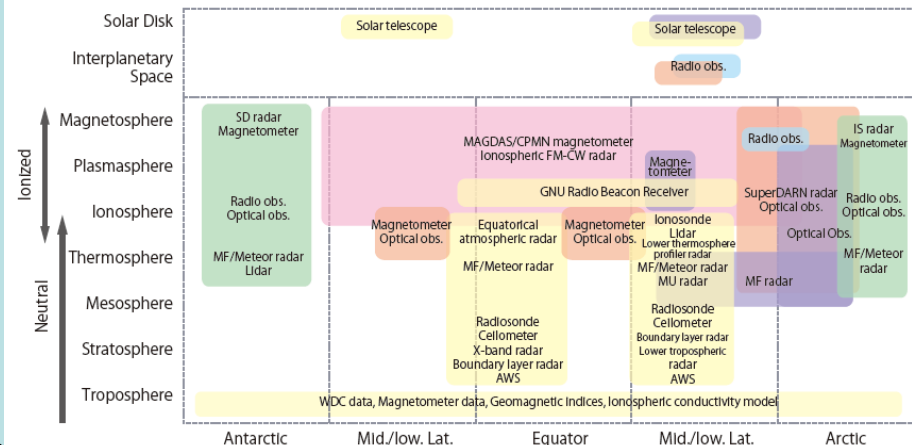 Solar Disk
Solar telescope
Solar telescope
Interplanetary
Space
Radio obs.
Ionized
Neutral
Magnetosphere
Plasmasphere
Ionosphere
Thermosphere
Mesosphere
Stratosphere
Troposphere
SD radar
Magnetometer
Radio obs.
Optical obs.
MF/Meteor radar
Lidar
MAGDAS/CPMN magnetometer
Ionospheric FM-CW radar
Magne-
tometer
GNU Radio Beacon Receiver
Magnetometer
Optical obs.
Equatorical
atmospheric radar
MF/Meteor radar
Radiosonde
Ceilometer
X-band radar
Boundary layer radar
AWS
Magnetometer
Optical obs.
Ionosonde
Lidar
Lower thermosphere
profiler radar
MF/Meteor radar
MU radar
Radiosonde
Ceilometer
Boundary layer radar
Lower tropospheric
radar
AWS
Radio obs.
SuperDARN radar
Optical obs.
Optical Obs.
MF radar
IS radar
Magnetometer
Radio obs.
Optical obs.
MF/Meteor
radar
WDC data, Magnetometer data, Geomagnetic indices, Ionospheric conductivity model
Antarctic
Mid./low. Lat.
Equator
Mid./low. Lat.
Arctic